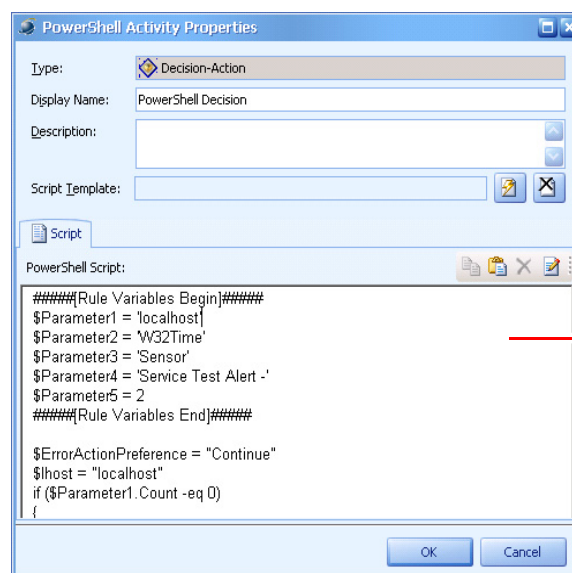 PowerShell Activity Properties
Type: Decision-Action
Display Name: PowerShell Decision
Description:
Script Template:
Script
PowerShell Script:
#####[Rule Variables Begin]#####
$Parameter1 = 'localhost'
$Parameter2 = 'W32Time'
$Parameter3 = 'Sensor'
$Parameter4 = 'Service Test Alert -'
$Parameter5 = 2
#####[Rule Variables End]#####
$ErrorActionPreference = "Continue"
$lhost = "localhost"
if ($Parameter1.Count -eq 0)
{
OK Cancel